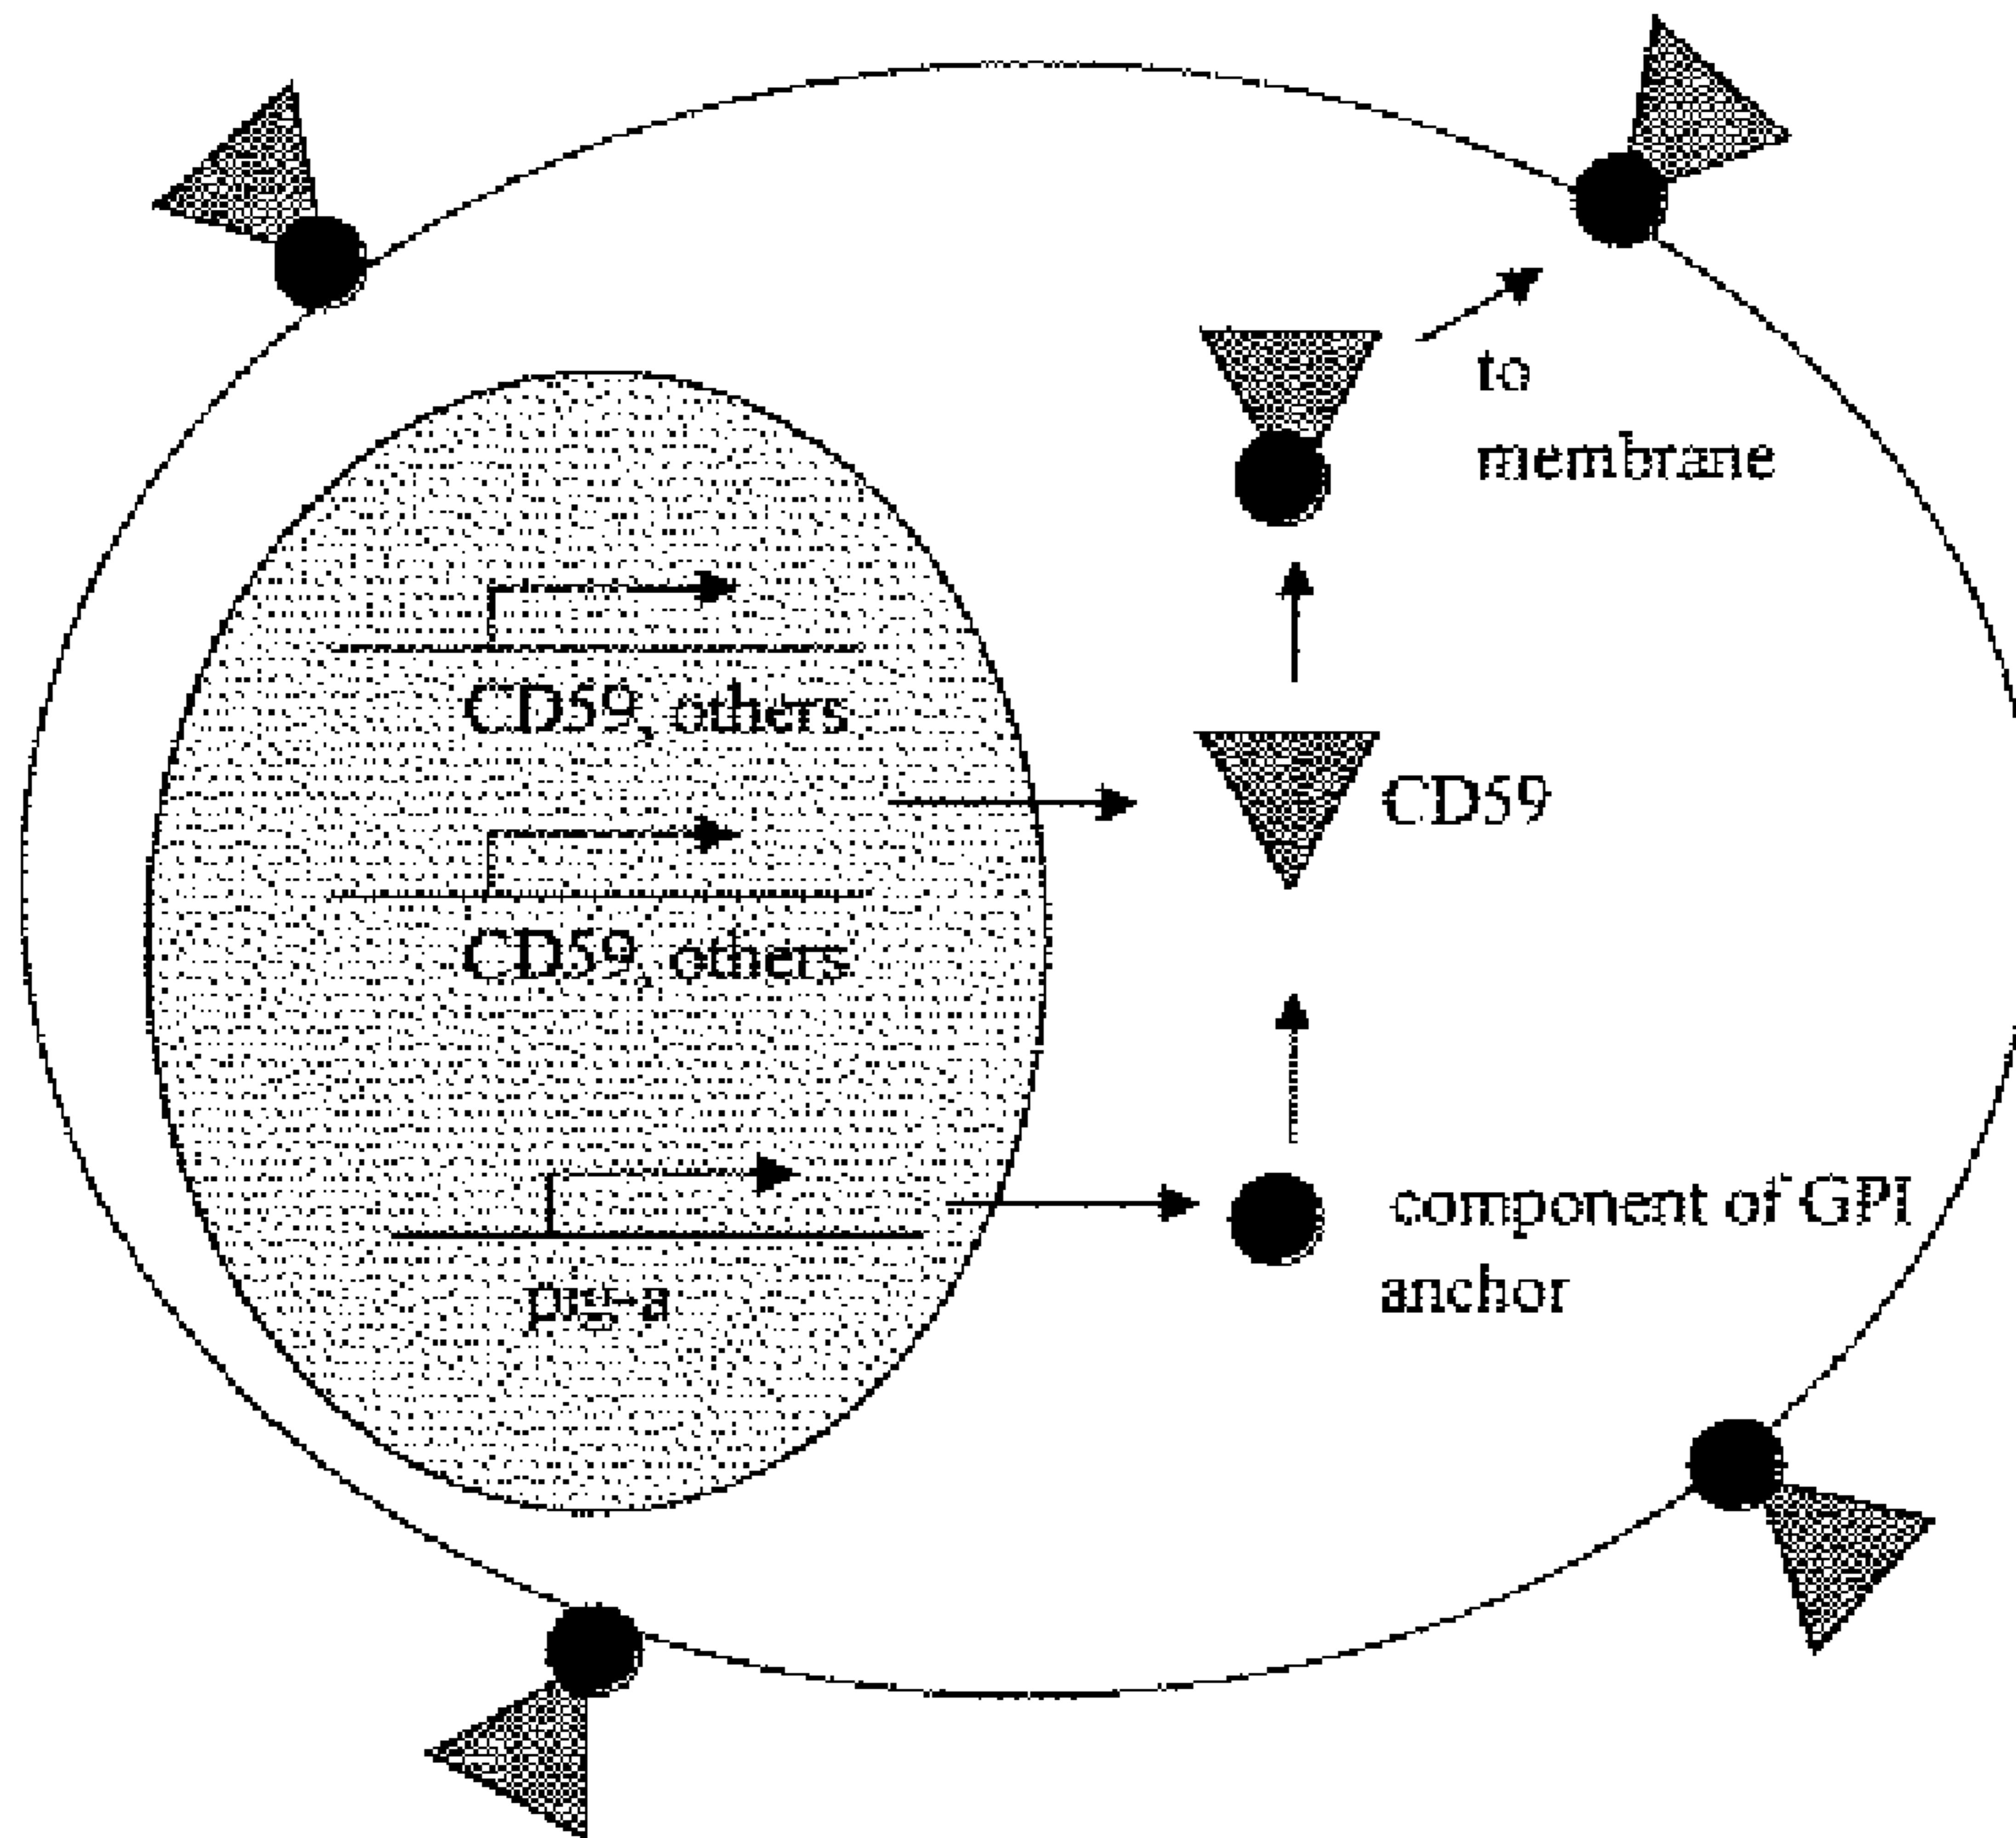 to
membrane
CD59, others
CD59
CD59, others
component of GPI
anchor
pig-a